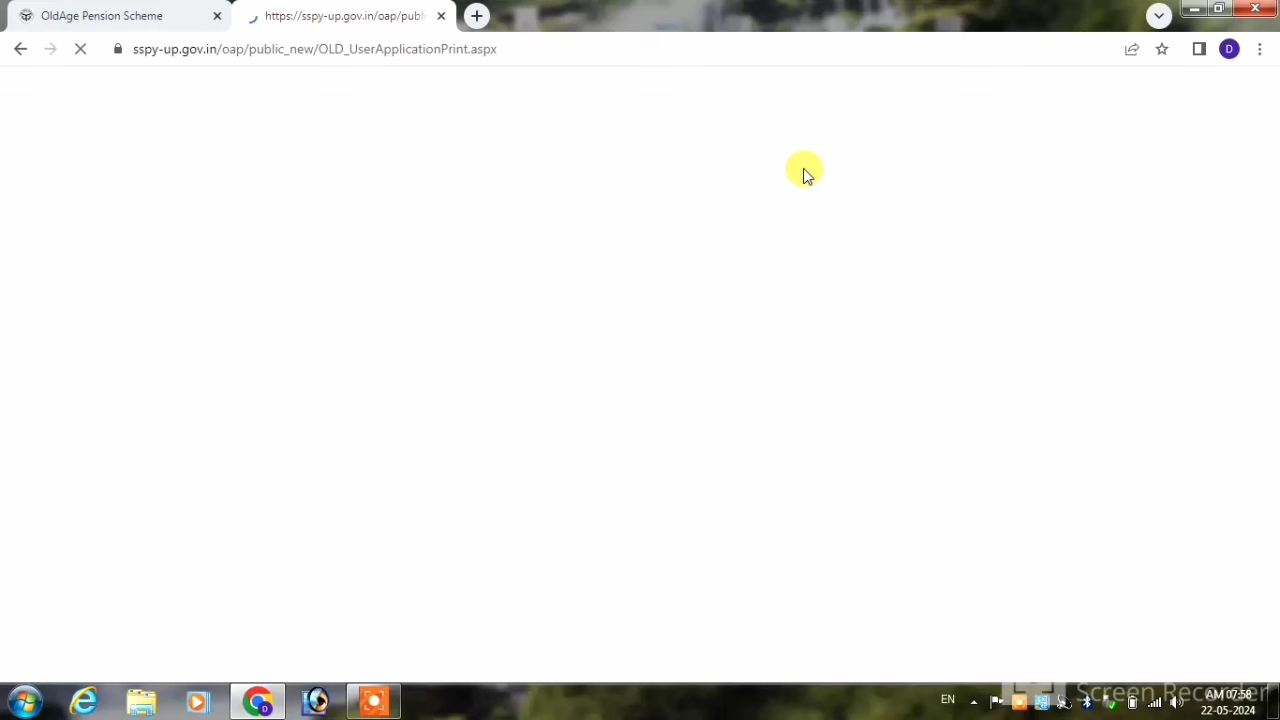 OldAge Pension Scheme
https://sspy-up.gov.in/oap/publ
sspy-up.gov.in/oap/public_new/OLD_UserApplicationPrint.aspx
D
EN
Screen Recorder
AM 07:58
22-05-2024